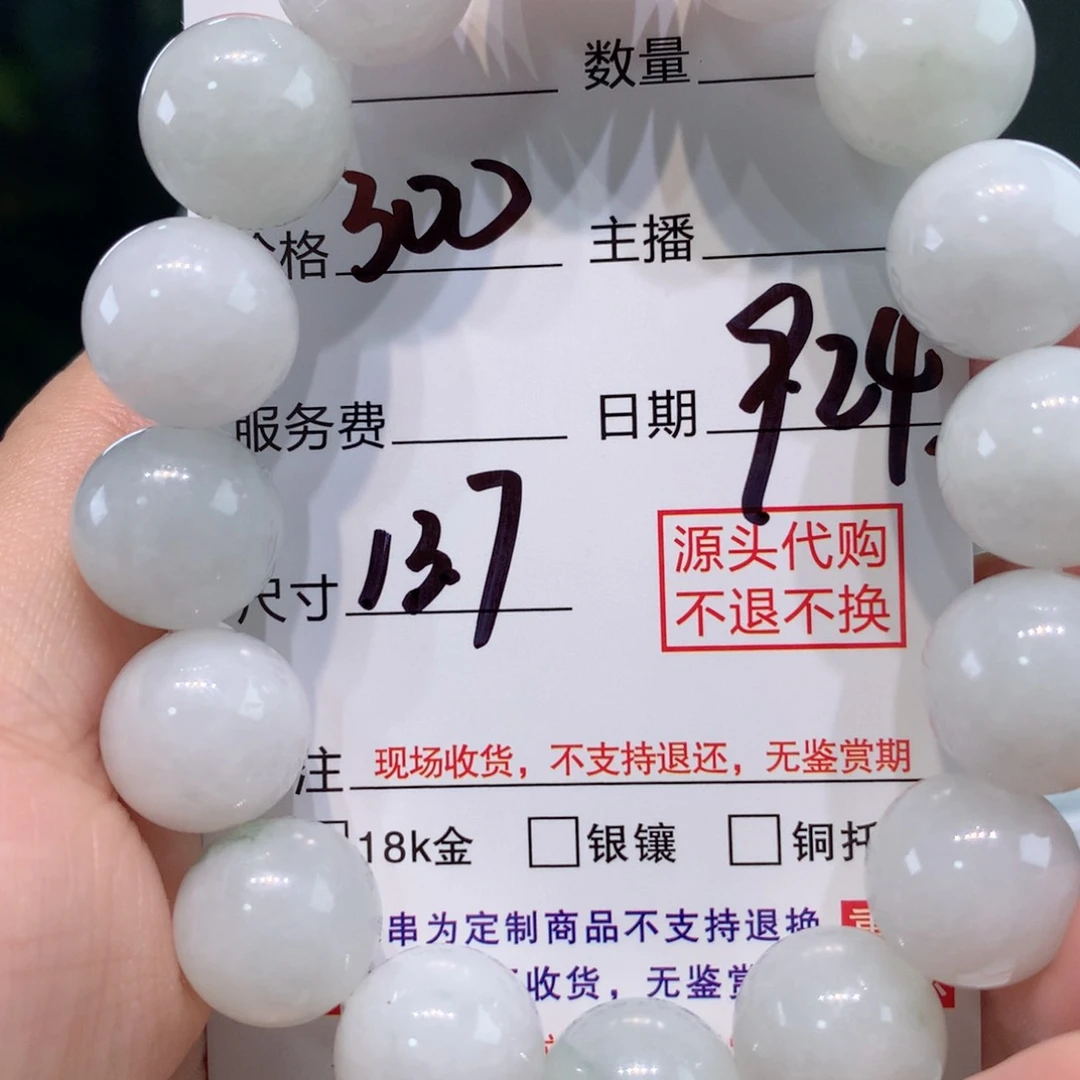 数量
价格 300 主播
服务费 日期 924.
尺寸 13.7
源头代购
不退不换
注 现场收货，不支持退还，无鉴赏期
18k金 银镶 铜托
串为定制商品不支持退换
收货，无鉴赏